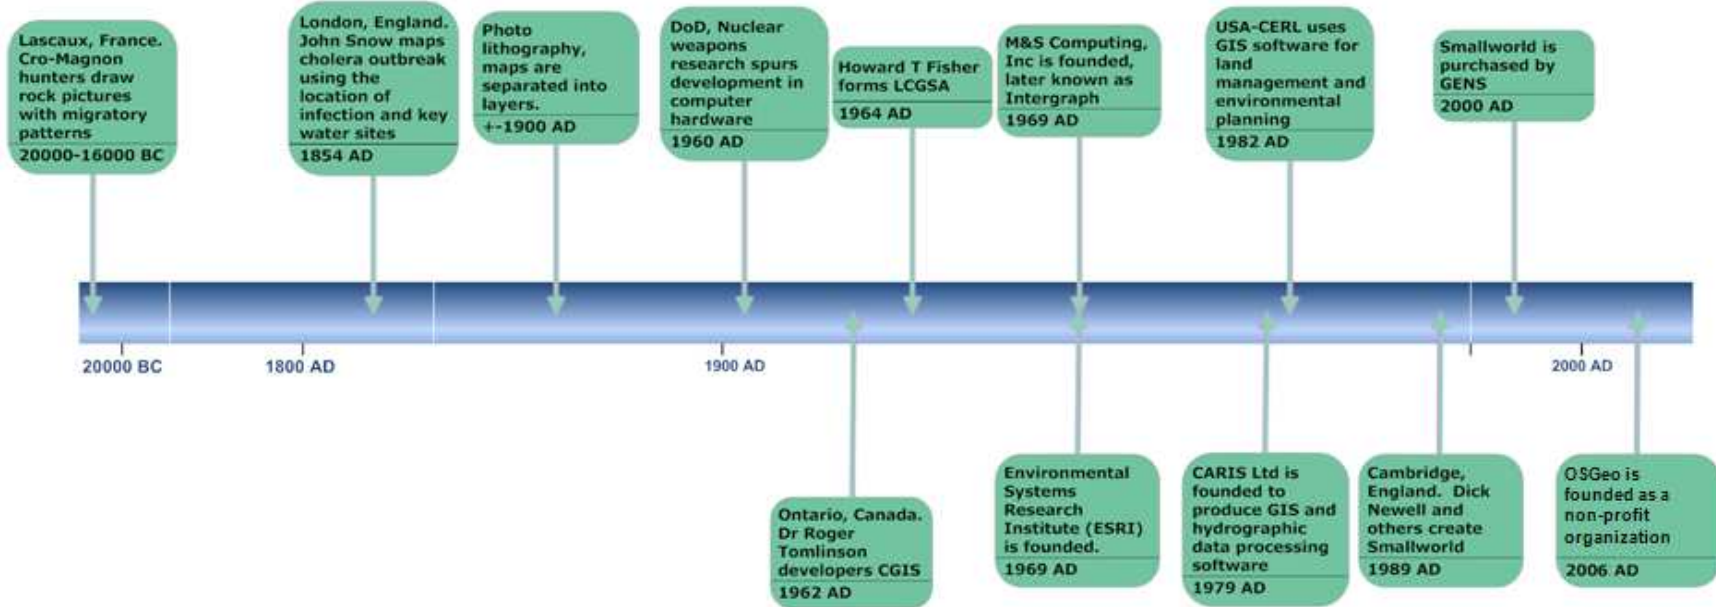 Lascaux, France.
Cro-Magnon
hunters draw
rock pictures
with migratory
patterns
20000-16000 BC
London, England.
John Snow maps
cholera outbreak
using the
location of
infection and key
water sites
1854 AD
Photo
lithography,
maps are
separated into
layers.
+-1900 AD
DoD, Nuclear
weapons
research spurs
development in
computer
hardware
1960 AD
Howard T Fisher
forms LCGSA
1964 AD
M&S Computing,
Inc is founded,
later known as
Intergraph
1969 AD
USA-CERL uses
GIS software for
land
management and
environmental
planning
1982 AD
Smallworld is
purchased by
GENS
2000 AD
20000 BC
1800 AD
1900 AD
2000 AD
Ontario, Canada.
Dr Roger
Tomlinson
developers CGIS
1962 AD
Environmental
Systems
Research
Institute (ESRI)
is founded.
1969 AD
CARIS Ltd is
founded to
produce GIS and
hydrographic
data processing
software
1979 AD
Cambridge,
England. Dick
Newell and
others create
Smallworld
1989 AD
OSGeo is
founded as a
non-profit
organization
2006 AD